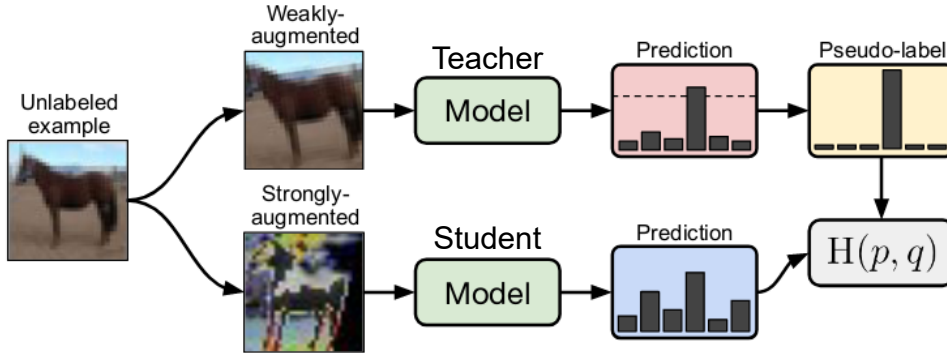 Unlabeled
example
Weakly-
augmented
Teacher
Model
Prediction
Pseudo-label
Strongly-
augmented
Student
Model
Prediction
H(p, q)